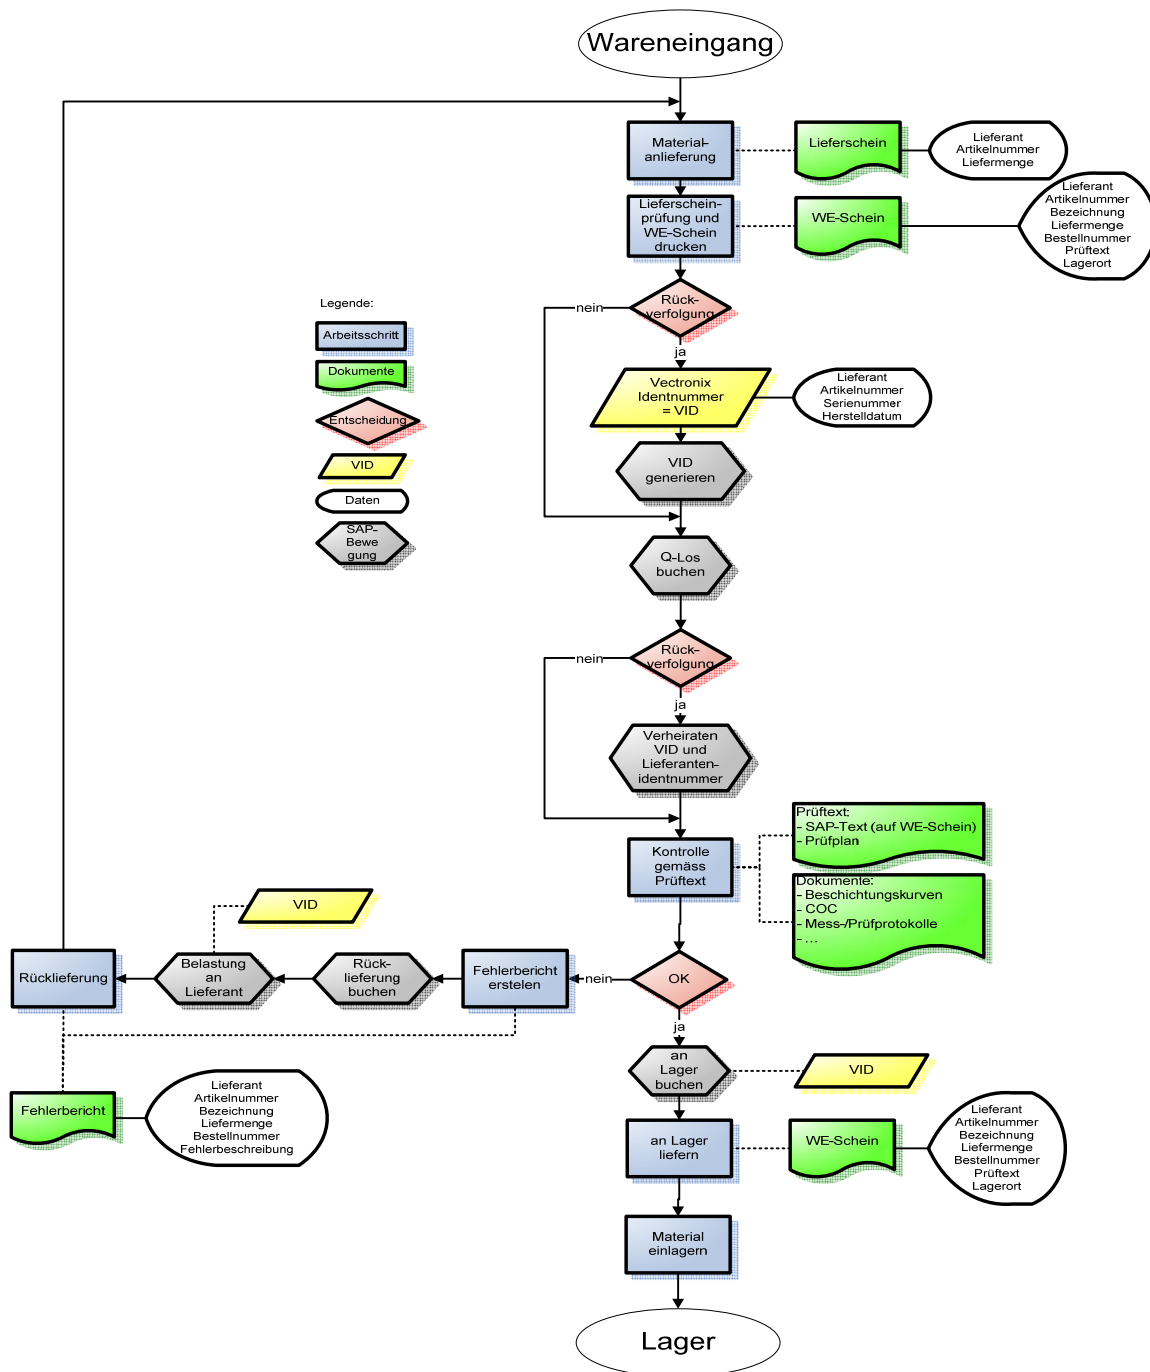 Wareneingang
Material-
anlieferung
Lieferschein
Lieferant
Artikelnummer
Liefermenge
Lieferschein-
prüfung und
WE-Schein
drucken
WE-Schein
Lieferant
Artikelnummer
Bezeichnung
Liefermenge
Bestellnummer
Prüftext
Lagerort
Legende:
Arbeitsschritt
Dokumente
Entscheidung
VID
Daten
SAP-
Bewe
gung
Rück-
verfolgung
nein
ja
Vectronix
Identnummer
= VID
Lieferant
Artikelnummer
Serienummer
Herstelldatum
VID
generieren
Q-Los
buchen
Rück-
verfolgung
nein
ja
Verheiraten
VID und
Lieferanten-
identnummer
Kontrolle
gemäss
Prüftext
Prüftext:
- SAP-Text (auf WE-Schein)
- Prüfplan
Dokumente:
- Beschichtungskurven
- COC
- Mess-/Prüfprotokolle
- ...
VID
Rücklieferung
Belastung
an
Lieferant
Rück-
lieferung
buchen
Fehlerbericht
erstelen
nein
OK
ja
Fehlerbericht
Lieferant
Artikelnummer
Bezeichnung
Liefermenge
Bestellnummer
Fehlerbeschreibung
an
Lager
buchen
VID
an Lager
liefern
WE-Schein
Lieferant
Artikelnummer
Bezeichnung
Liefermenge
Bestellnummer
Prüftext
Lagerort
Material
einlagern
Lager